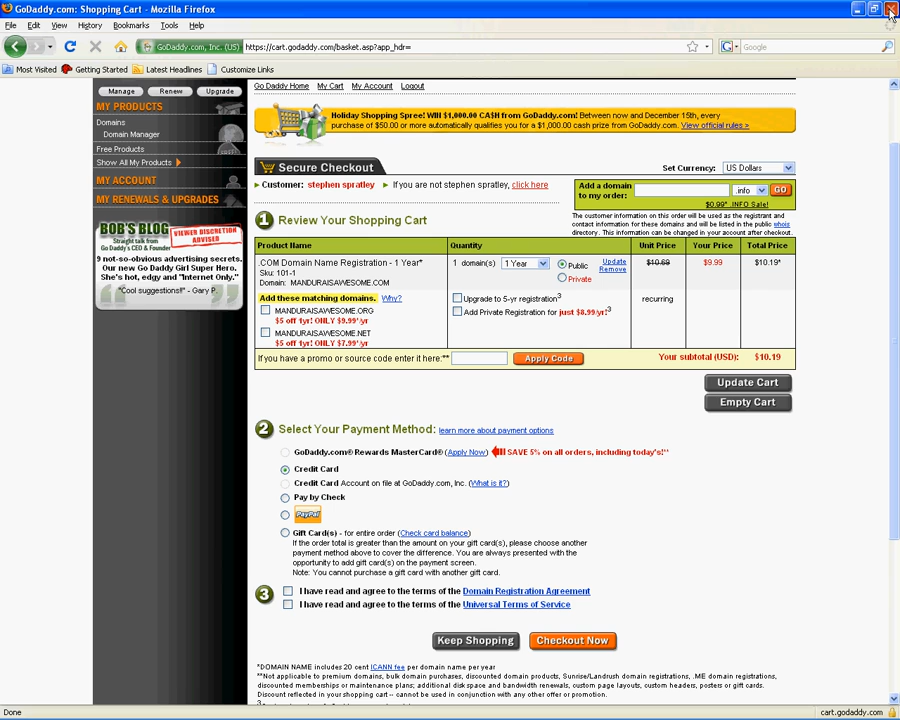 GoDaddy.com: Shopping Cart - Mozilla Firefox
File Edit View History Bookmarks Tools Help
GoDaddy.com, Inc. (US) https://cart.godaddy.com/basket.asp?app_hdr= Google
Most Visited Getting Started Latest Headlines Customize Links
Manage Renew Upgrade
MY PRODUCTS
Domains
Domain Manager
Free Products
Show All My Products
MY ACCOUNT
MY RENEWALS & UPGRADES
BOB'S BLOG
Straight talk from
Go Daddy's CEO & Founder
VIEWER DISCRETION
ADVISED
9 not-so-obvious advertising secrets.
Our new Go Daddy Girl Super Hero.
She's hot, edgy and "Internet Only."
"Cool suggestions!!" - Gary P.
Go Daddy Home My Cart My Account Logout
Holiday Shopping Spree! Will $1,000.00 CA$H from GoDaddy.com! Between now and December 15th, every
purchase of $50.00 or more automatically qualifies you for a $1,000.00 cash prize from GoDaddy.com. View official rules »
Secure Checkout
Set Currency: US Dollars
Customer: stephen spratley If you are not stephen spratley, click here
Add a domain
to my order: .info GO
$0.99* .INFO Sale!
The customer information on this order will be used as the registrant
and contact information for these domains and will be listed in the public whois
directory. This information can be changed in your account after checkout.
1 Review Your Shopping Cart
Product Name Quantity Unit Price Your Price Total Price
.COM Domain Name Registration - 1 Year*
Sku: 101-1
Domain: MANDURAISAWESOME.COM
1 domain(s) 1 Year Public Private Update Remove
$10.69 $9.99 $10.19*
Add these matching domains. Why?
MANDURAISAWESOME.ORG
$5 off 1yr! ONLY $9.99*/yr!
MANDURAISAWESOME.NET
$5 off 1yr! ONLY $7.99*/yr!
Upgrade to 5-yr registration3
Add Private Registration for just $8.99/yr!3
recurring
If you have a promo or source code enter it here:** Apply Code Your subtotal (USD): $10.19
Update Cart
Empty Cart
2 Select Your Payment Method: learn more about payment options
GoDaddy.com® Rewards MasterCard® (Apply Now) SAVE 5% on all orders, including today's!**
Credit Card
Credit Card Account on file at GoDaddy.com, Inc. (What is it?)
Pay by Check
PayPal
Gift Card(s) - for entire order (Check card balance)
If the order total is greater than the amount on your gift card(s), please choose another
payment method above to cover the difference. You are always presented with the
opportunity to add gift card(s) on the payment screen.
Note: You cannot purchase a gift card with another gift card.
3 I have read and agree to the terms of the Domain Registration Agreement
I have read and agree to the terms of the Universal Terms of Service
Keep Shopping Checkout Now
*DOMAIN NAME includes 20 cent ICANN fee per domain name per year
**Not applicable to premium domains, bulk domain purchases, discounted domain products, Sunrise/Landrush domain registrations, .ME domain registrations,
discounted memberships or maintenance plans; additional disk space and bandwidth renewals, custom page layouts, custom headers, posters or gift cards.
Discount reflected in your shopping cart -- cannot be used in conjunction with any other offer or promotion.
Done cart.godaddy.com